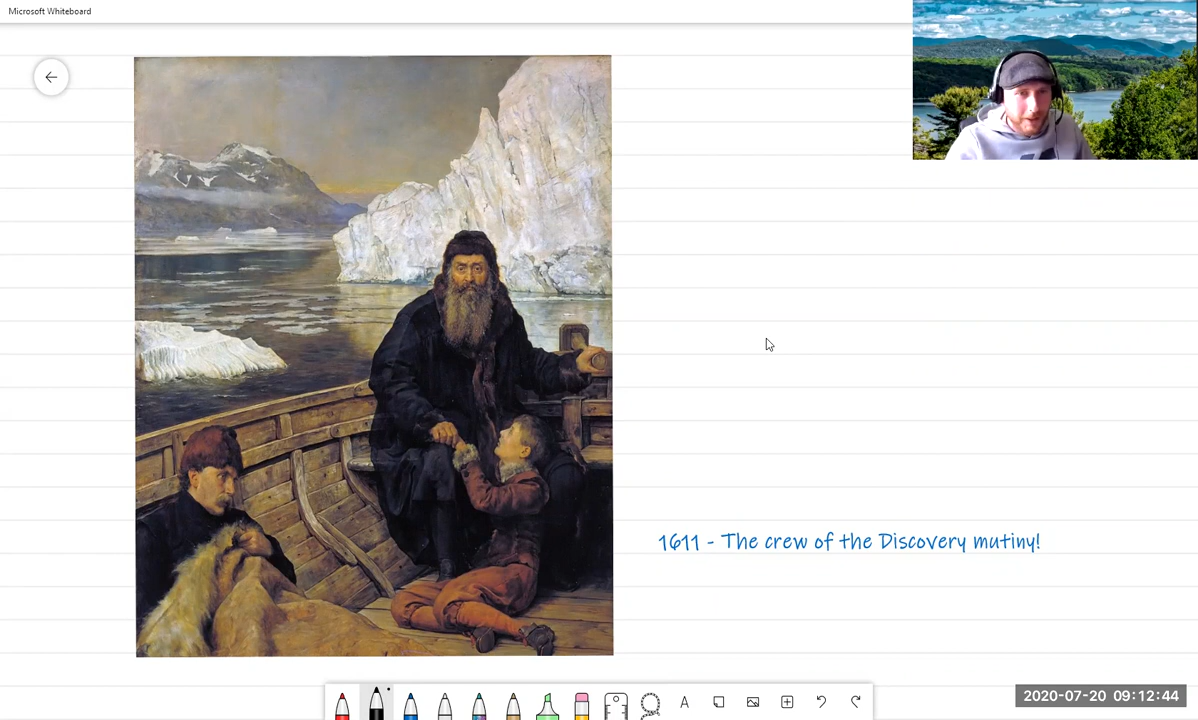 Microsoft Whiteboard
1611 - The crew of the Discovery mutiny!
A
2020-07-20 09:12:44